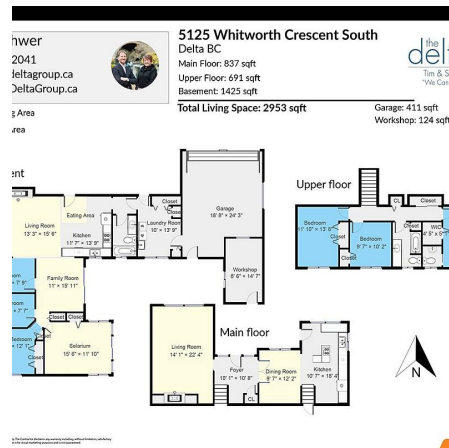 hwer
2041
deltagroup.ca
DeltaGroup.ca
g Area
Area
5125 Whitworth Crescent South
Delta BC
Main Floor: 837 sqft
Upper Floor: 691 sqft
Basement: 1425 sqft
Total Living Space: 2953 sqft
Garage: 411 sqft
Workshop: 124 sqft
the
delt
Tim & S
"We Can
ent
Living Room
13' 3" × 15' 6"
Eating Area
Kitchen
11' 7" × 13' 9"
Closet
Closet
Laundry Room
10' × 13' 9"
Garage
18' 8" × 24' 3"
Workshop
8' 6" × 14' 7"
Family Room
11' × 15' 11"
Closet
Closet
Closet
Solarium
15' 6" × 11' 10"
Upper floor
Bedroom
Closet
Bedroom
9' 7" × 10' 2"
Closet
CL
Closet
Closet
WIC
Main floor
Living Room
14' 1" × 22' 4"
Foyer
10' 1" × 10' 8"
CL
Dining Room
9' 7" × 12' 2"
Kitchen
10' 7" × 18' 4"
N